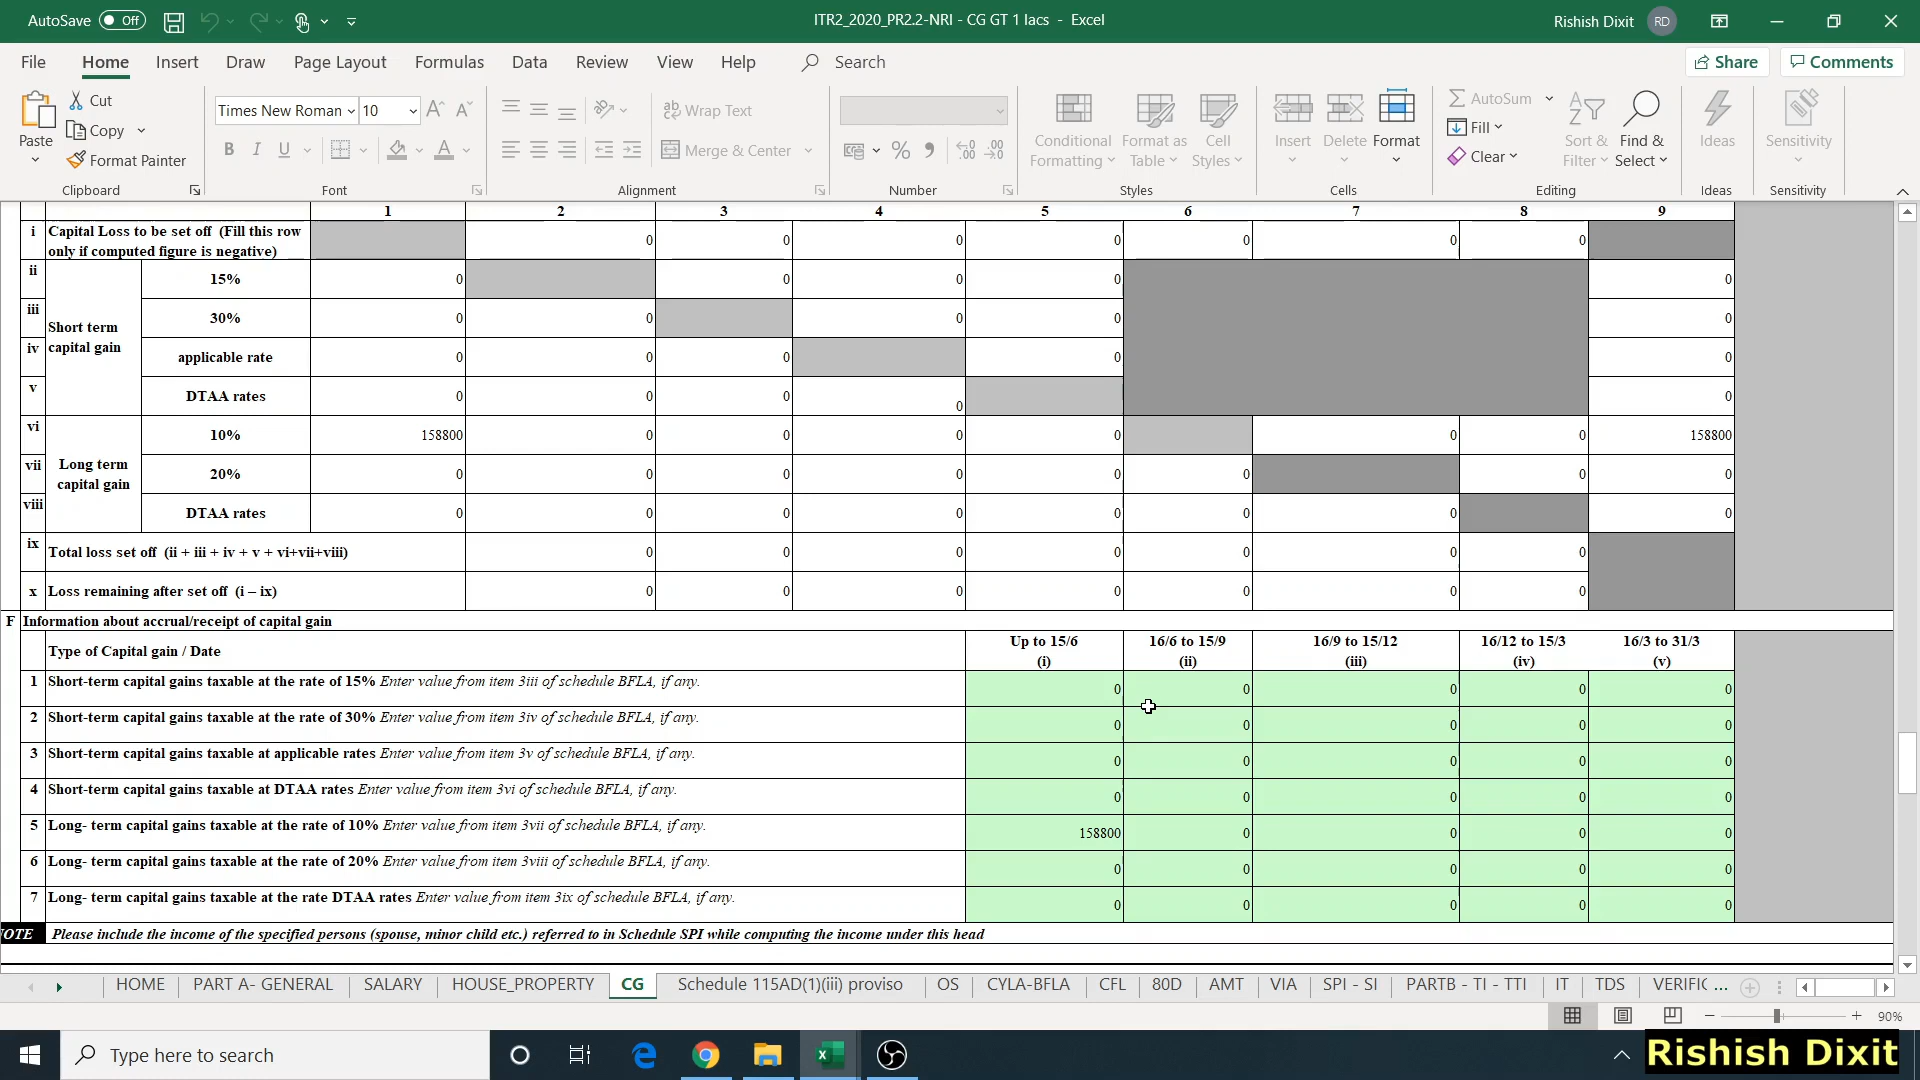 AutoSave Off ITR2_2020_PR2.2-NRI - CG GT 1 lacs - Excel Rishish Dixit RD
File Home Insert Draw Page Layout Formulas Data Review View Help Search Share Comments
Paste Cut Copy Format Painter
Times New Roman 10
B I U
ab Wrap Text
Merge & Center
Conditional Formatting Format as Table Cell Styles
Insert Delete Format
AutoSum Fill Clear
Sort & Filter Find & Select
Ideas Sensitivity
Clipboard Font Alignment Number Styles Cells Editing Ideas Sensitivity
1 2 3 4 5 6 7 8 9
i Capital Loss to be set off (Fill this row only if computed figure is negative) 0 0 0 0 0 0 0
ii 15% 0 0 0 0 0
iii 30% 0 0 0 0 0
Short term capital gain
iv applicable rate 0 0 0 0 0
v DTAA rates 0 0 0 0 0
vi 10% 158800 0 0 0 0 0 0 158800
Long term capital gain
vii 20% 0 0 0 0 0 0 0 0
viii DTAA rates 0 0 0 0 0 0 0 0
ix Total loss set off (ii + iii + iv + v + vi+vii+viii) 0 0 0 0 0 0 0
x Loss remaining after set off (i – ix) 0 0 0 0 0 0 0
F Information about accrual/receipt of capital gain
Type of Capital gain / Date Up to 15/6 (i) 16/6 to 15/9 (ii) 16/9 to 15/12 (iii) 16/12 to 15/3 (iv) 16/3 to 31/3 (v)
1 Short-term capital gains taxable at the rate of 15% Enter value from item 3iii of schedule BFLA, if any. 0 0 0 0 0
2 Short-term capital gains taxable at the rate of 30% Enter value from item 3iv of schedule BFLA, if any. 0 0 0 0 0
3 Short-term capital gains taxable at applicable rates Enter value from item 3v of schedule BFLA, if any. 0 0 0 0 0
4 Short-term capital gains taxable at DTAA rates Enter value from item 3vi of schedule BFLA, if any. 0 0 0 0 0
5 Long- term capital gains taxable at the rate of 10% Enter value from item 3vii of schedule BFLA, if any. 158800 0 0 0 0
6 Long- term capital gains taxable at the rate of 20% Enter value from item 3viii of schedule BFLA, if any. 0 0 0 0 0
7 Long- term capital gains taxable at the rate DTAA rates Enter value from item 3ix of schedule BFLA, if any. 0 0 0 0 0
OTE Please include the income of the specified persons (spouse, minor child etc.) referred to in Schedule SPI while computing the income under this head
HOME PART A- GENERAL SALARY HOUSE_PROPERTY CG Schedule 115AD(1)(iii) proviso OS CYLA-BFLA CFL 80D AMT VIA SPI - SI PARTB - TI - TTI IT TDS VERIFIC ...
90%
Type here to search
Rishish Dixit